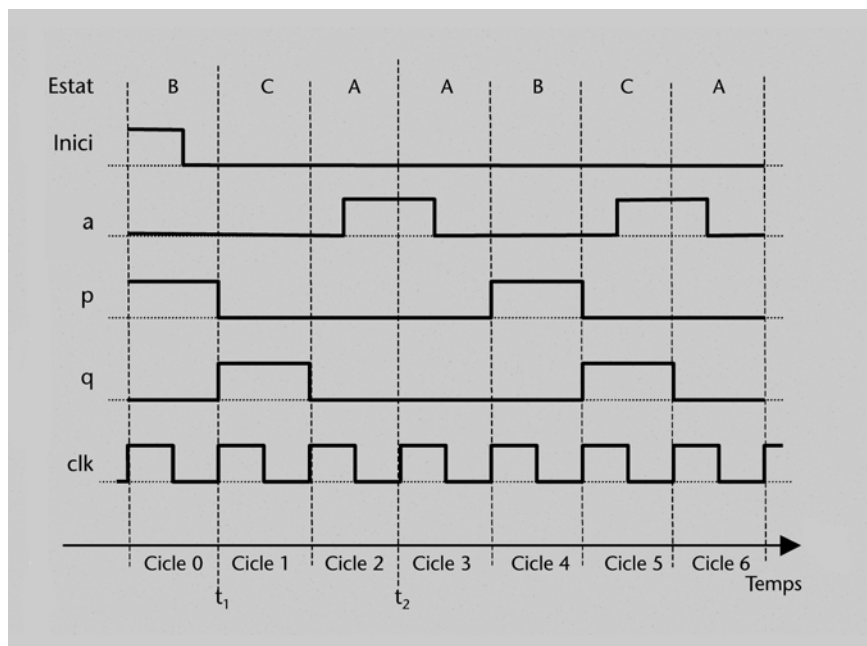 Estat B C A A B C A
Inici
a
p
q
clk
Cicle 0 Cicle 1 Cicle 2 Cicle 3 Cicle 4 Cicle 5 Cicle 6
Temps
t1 t2